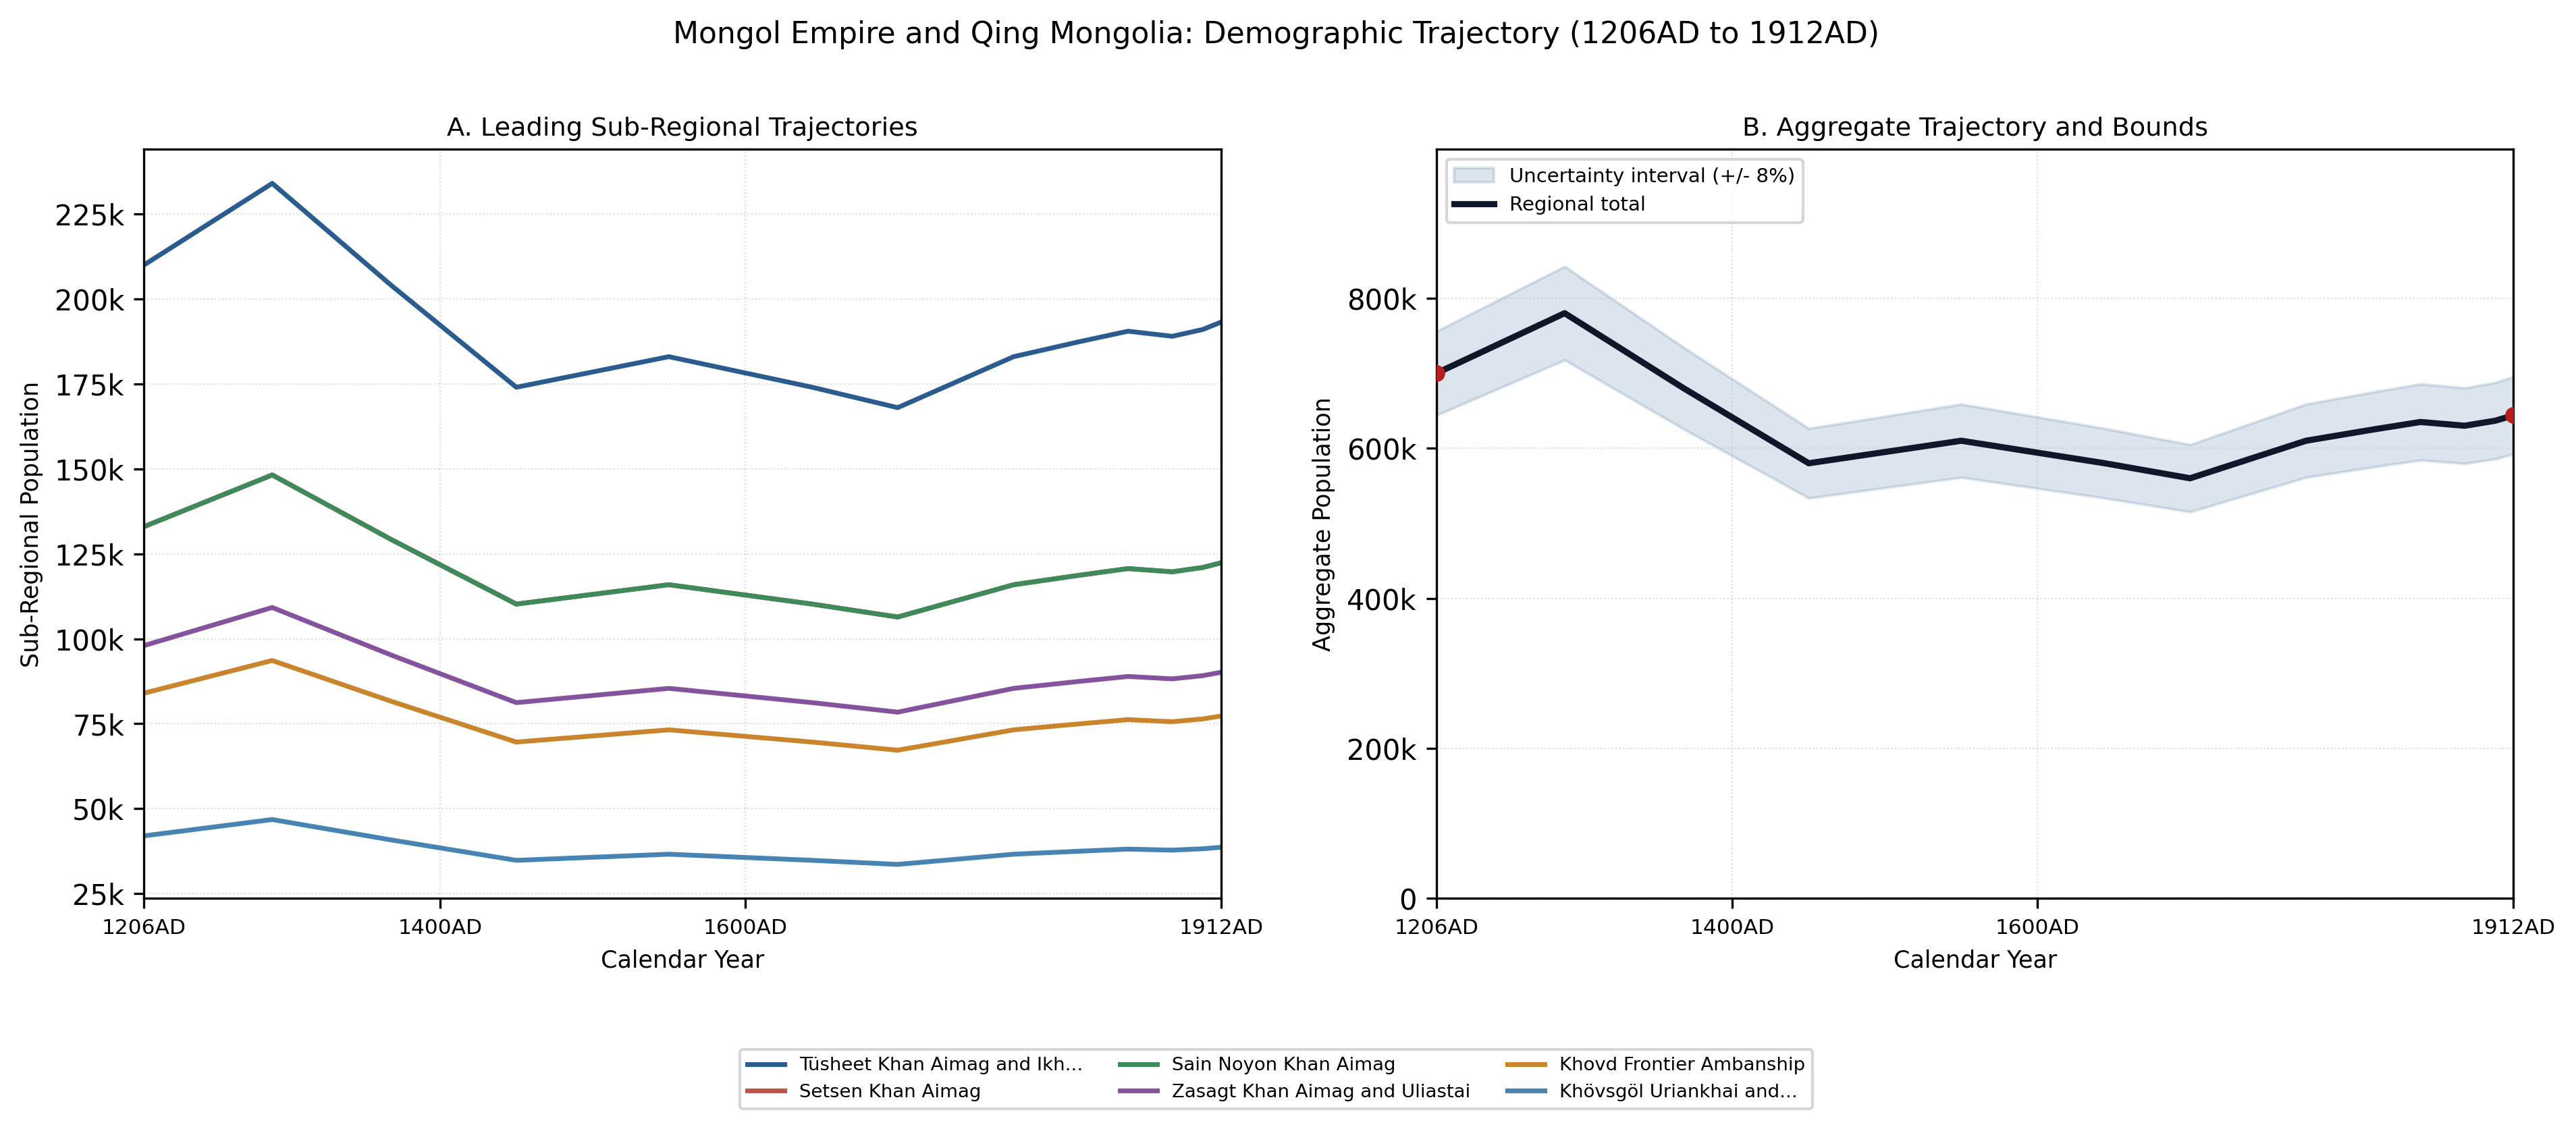 Mongol Empire and Qing Mongolia: Demographic Trajectory (1206AD to 1912AD)
A. Leading Sub-Regional Trajectories
Sub-Regional Population
225k
200k
175k
150k
125k
100k
75k
50k
25k
1206AD 1400AD 1600AD 1912AD
Calendar Year
B. Aggregate Trajectory and Bounds
Uncertainty interval (+/- 8%)
Regional total
Aggregate Population
800k
600k
400k
200k
0
1206AD 1400AD 1600AD 1912AD
Calendar Year
Tüsheet Khan Aimag and Ikh... Sain Noyon Khan Aimag Khovd Frontier Ambanship
Setsen Khan Aimag Zasagt Khan Aimag and Uliastai Khövsgöl Uriankhai and...